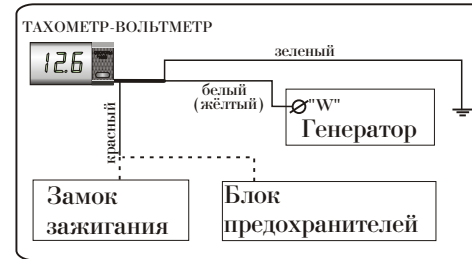 ТАХОМЕТР-ВОЛЬТМЕТР
12.6
зеленый
белый
(жёлтый)
"W"
Генератор
красный
Замок
зажигания
Блок
предохранителей